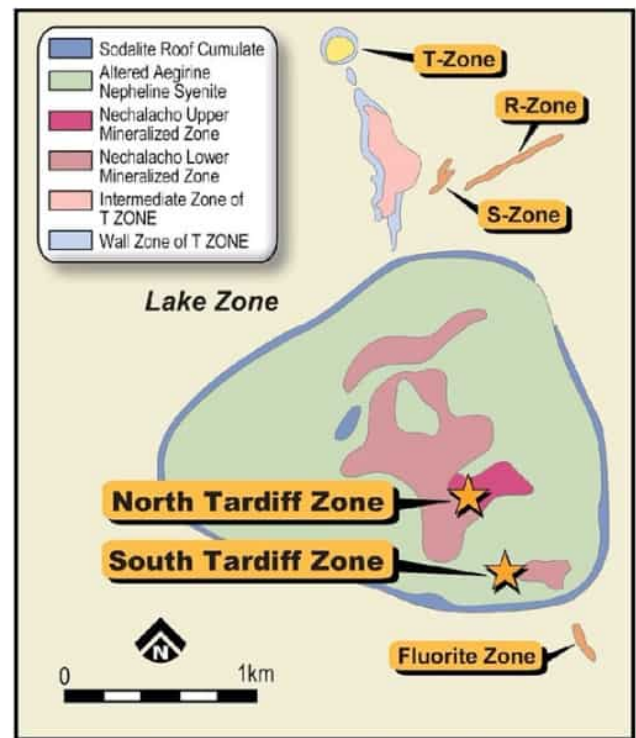 Sodalite Roof Cumulate
Altered Aegirine
Nepheline Syenite
Nechalacho Upper
Mineralized Zone
Nechalacho Lower
Mineralized Zone
Intermediate Zone of
T ZONE
Wall Zone of T ZONE
T-Zone
R-Zone
S-Zone
Lake Zone
North Tardiff Zone
South Tardiff Zone
Fluorite Zone
N
0 1km